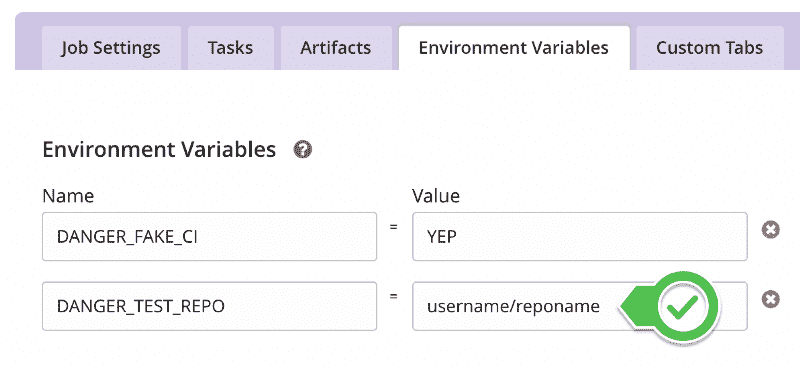 Job Settings Tasks Artifacts Environment Variables Custom Tabs
Environment Variables ?
Name Value
DANGER_FAKE_CI = YEP
DANGER_TEST_REPO = username/reponame